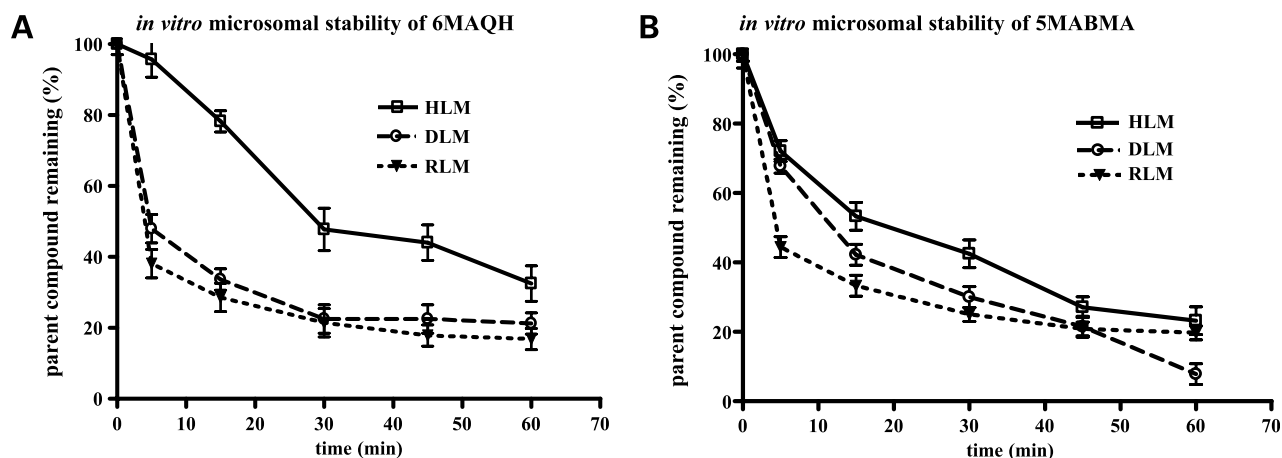 A
in vitro microsomal stability of 6MAQH
parent compound remaining (%)
100
80
60
40
20
0
HLM
DLM
RLM
0 10 20 30 40 50 60 70
time (min)
B
in vitro microsomal stability of 5MABMA
parent compound remaining (%)
100
80
60
40
20
0
HLM
DLM
RLM
0 10 20 30 40 50 60 70
time (min)